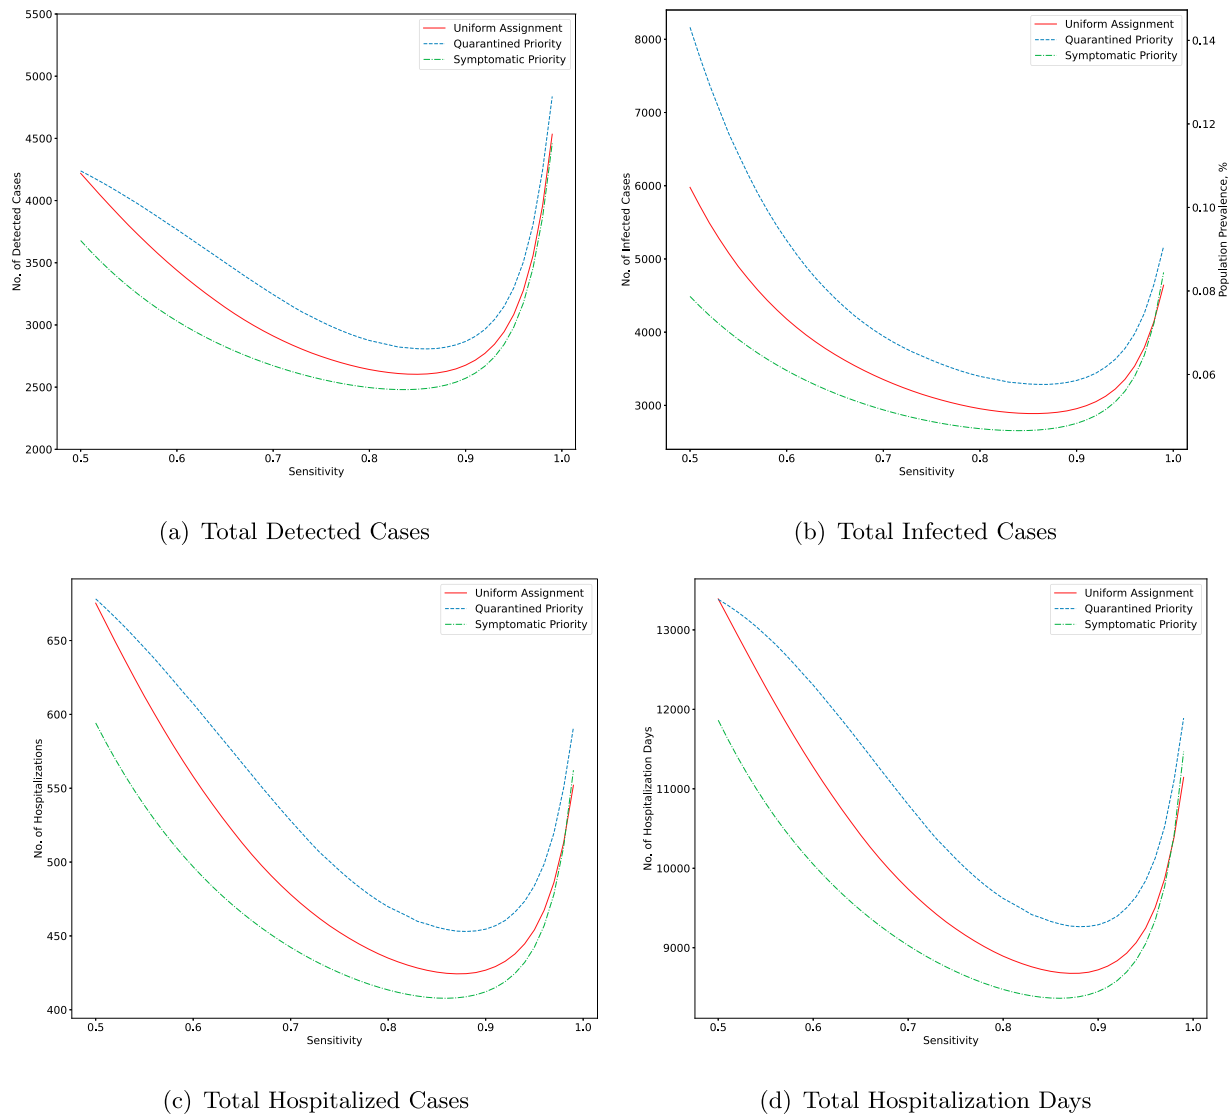 5500
5000
4500
4000
3500
3000
2500
2000
No. of Detected Cases
Uniform Assignment
Quarantined Priority
Symptomatic Priority
0.5 0.6 0.7 0.8 0.9 1.0
Sensitivity
(a) Total Detected Cases
8000
7000
6000
5000
4000
3000
No. of Infected Cases
Uniform Assignment
Quarantined Priority
Symptomatic Priority
0.14
0.12
0.10
0.08
0.06
Population Prevalence, %
0.5 0.6 0.7 0.8 0.9 1.0
Sensitivity
(b) Total Infected Cases
650
600
550
500
450
400
No. of Hospitalizations
Uniform Assignment
Quarantined Priority
Symptomatic Priority
0.5 0.6 0.7 0.8 0.9 1.0
Sensitivity
(c) Total Hospitalized Cases
13000
12000
11000
10000
9000
No. of Hospitalization Days
Uniform Assignment
Quarantined Priority
Symptomatic Priority
0.5 0.6 0.7 0.8 0.9 1.0
Sensitivity
(d) Total Hospitalization Days